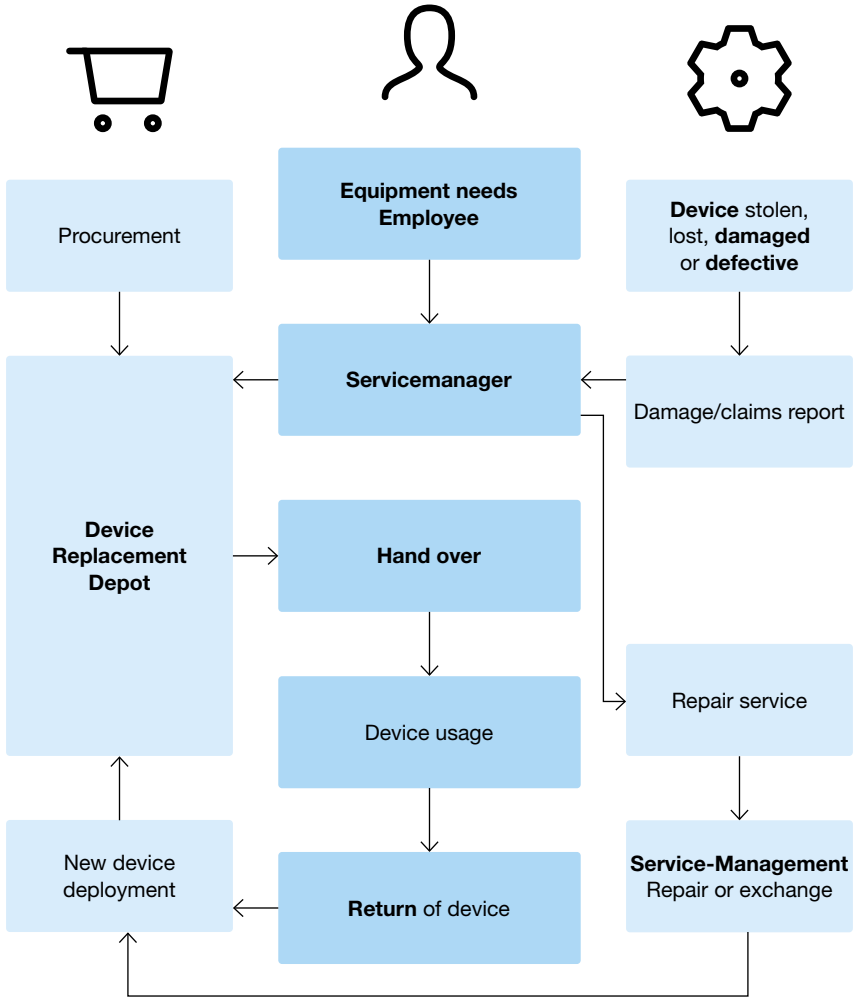 Procurement
Equipment needs
Employee
Device stolen,
lost, damaged
or defective
Servicemanager
Damage/claims report
Device
Replacement
Depot
Hand over
Device usage
Repair service
New device
deployment
Return of device
Service-Management
Repair or exchange